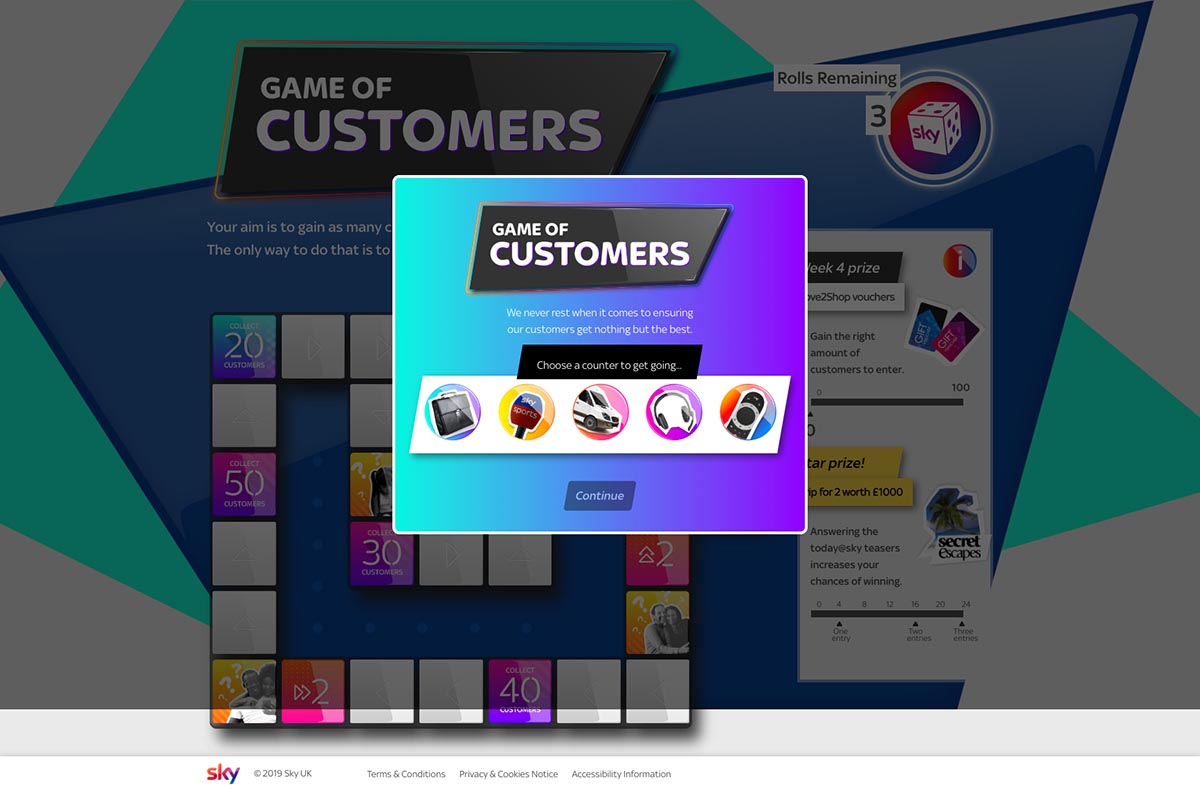 GAME OF
CUSTOMERS
Rolls Remaining
3
sky
Your aim is to gain as many
The only way to do that is to
GAME OF
CUSTOMERS
We never rest when it comes to ensuring
our customers get nothing but the best.
Choose a counter to get going...
sky
sports
Continue
COLLECT
20
CUSTOMERS
COLLECT
50
CUSTOMERS
COLLECT
30
CUSTOMERS
2
2
COLLECT
40
CUSTOMERS
eek 4 prize
i
ve2Shop vouchers
GIFT
GIFT
Gain the right
amount of
customers to enter.
0 100
0
tar prize!
ip for 2 worth £1000
secret
escapes
Answering the
today@sky teasers
increases your
chances of winning.
0 4 8 12 16 20 24
One
entry
Two
entries
Three
entries
sky © 2019 Sky UK Terms & Conditions Privacy & Cookies Notice Accessibility Information